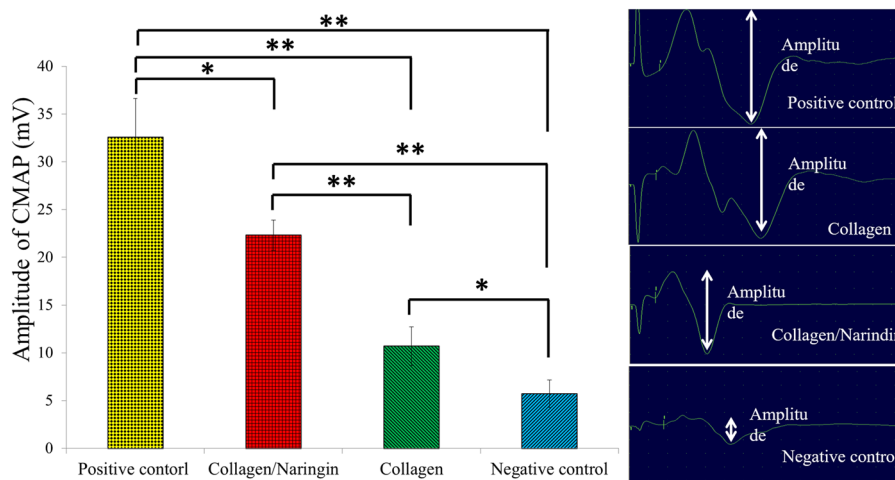 **
**
*
**
**
*
Amplitude of CMAP (mV)
40
35
30
25
20
15
10
5
0
Positive contorl
Collagen/Naringin
Collagen
Negative control
Amplitu
de
Positive control
Amplitu
de
Collagen
Amplitu
de
Collagen/Narindin
Amplitu
de
Negative control